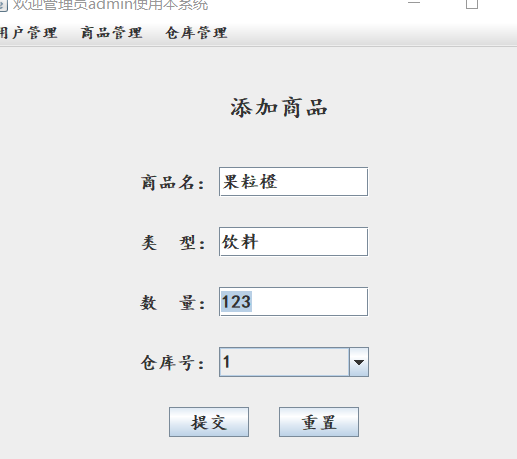 欢迎管理员admin使用本系统
用户管理 商品管理 仓库管理
添加商品
商品名： 果粒橙
类 型： 饮料
数 量： 123
仓库号： 1
提交 重置